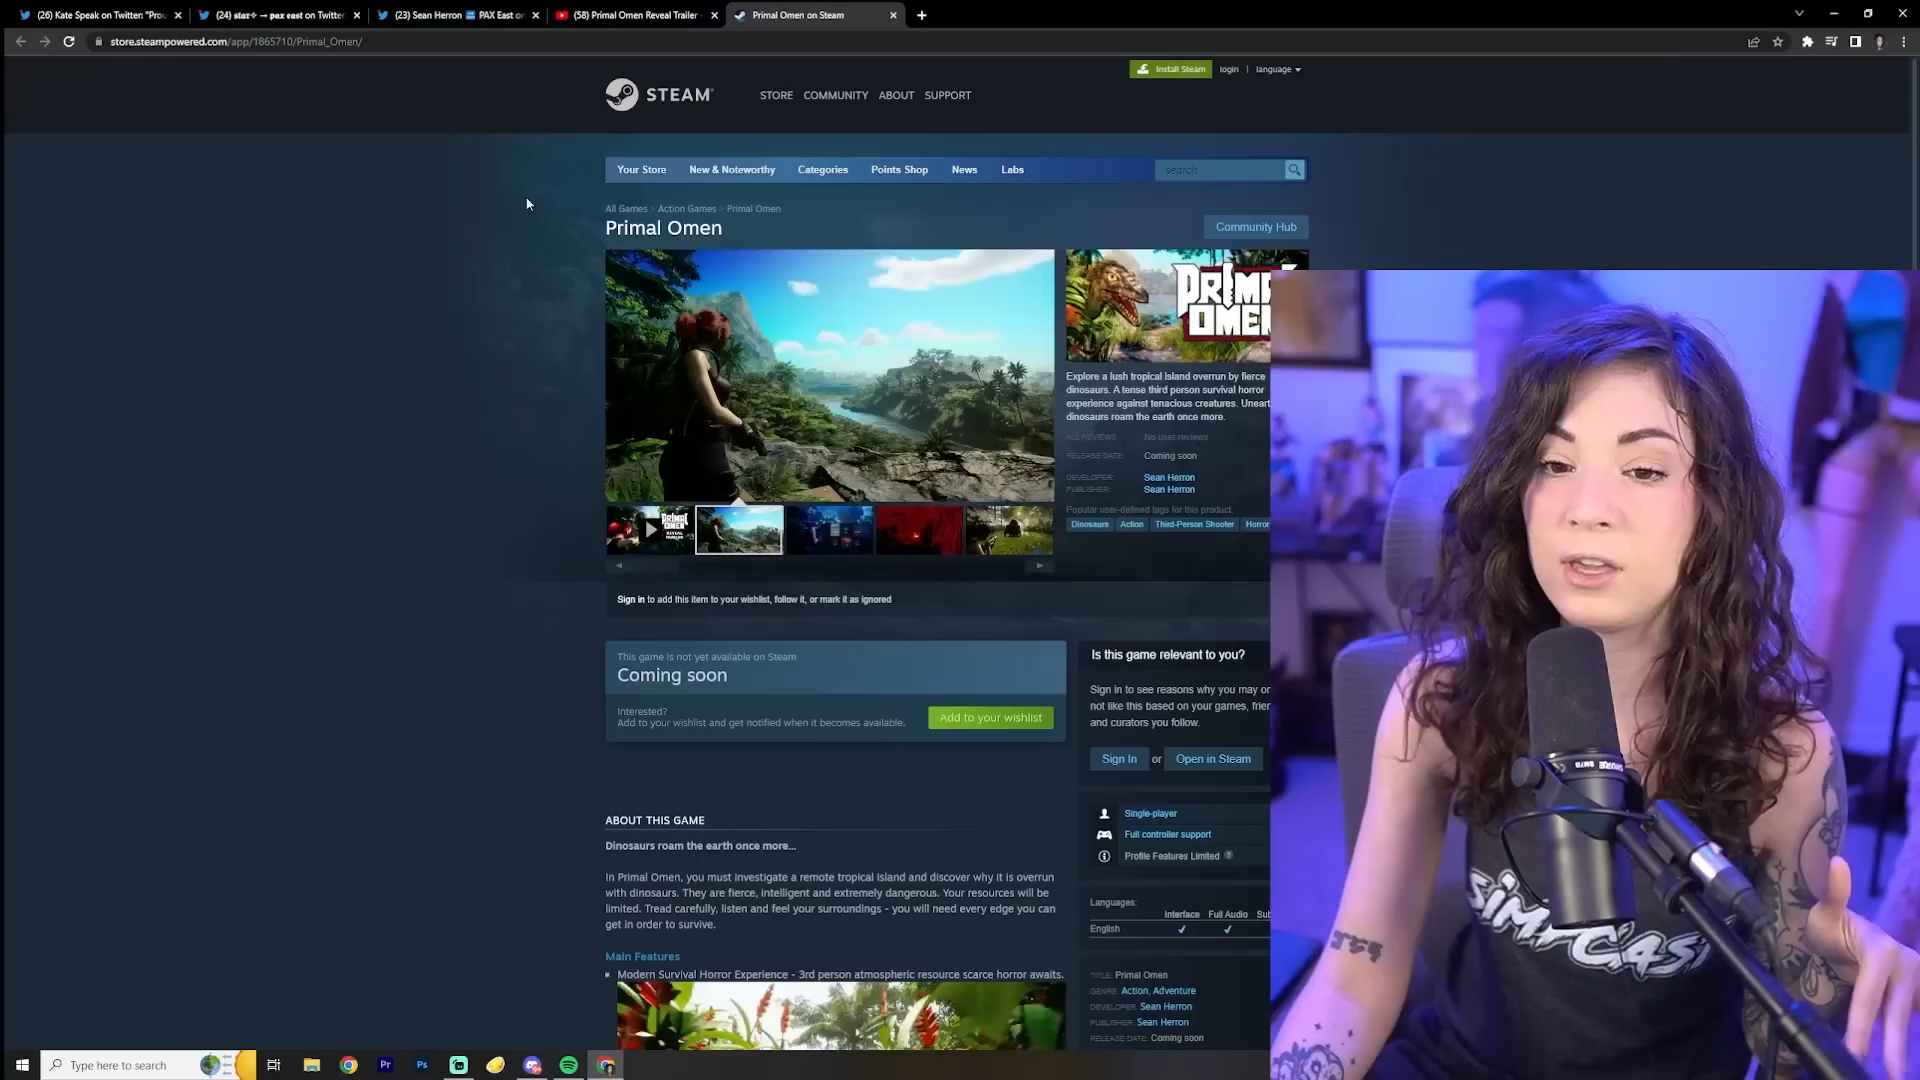 (26) Kate Speak on Twitter: "Prou
(24) star✧ → pax east on Twitter
(23) Sean Herron PAX East on
(58) Primal Omen Reveal Trailer -
Primal Omen on Steam
store.steampowered.com/app/1865710/Primal_Omen/
Install Steam
login | language
STEAM
STORE COMMUNITY ABOUT SUPPORT
Your Store New & Noteworthy Categories Points Shop News Labs
search
All Games > Action Games > Primal Omen
Primal Omen
Community Hub
PRIMA
OMEN
Explore a lush tropical island overrun by fierce
dinosaurs. A tense third person survival horror
experience against tenacious creatures. Uneart
dinosaurs roam the earth once more.
ALL REVIEWS: No user reviews
RELEASE DATE: Coming soon
DEVELOPER: Sean Herron
PUBLISHER: Sean Herron
Popular user-defined tags for this product:
Dinosaurs Action Third-Person Shooter Horror
PRIMAL
OMEN
Sign in to add this item to your wishlist, follow it, or mark it as ignored
This game is not yet available on Steam
Coming soon
Interested?
Add to your wishlist and get notified when it becomes available.
Add to your wishlist
Is this game relevant to you?
Sign in to see reasons why you may or
not like this based on your games, frie
and curators you follow.
Sign In or Open in Steam
ABOUT THIS GAME
Dinosaurs roam the earth once more...
In Primal Omen, you must investigate a remote tropical island and discover why it is overrun
with dinosaurs. They are fierce, intelligent and extremely dangerous. Your resources will be
limited. Tread carefully, listen and feel your surroundings - you will need every edge you can
get in order to survive.
Main Features
Modern Survival Horror Experience - 3rd person atmospheric resource scarce horror awaits.
Single-player
Full controller support
Profile Features Limited
Languages:
Interface Full Audio Sub
English ✔ ✔
TITLE: Primal Omen
GENRE: Action, Adventure
DEVELOPER: Sean Herron
PUBLISHER: Sean Herron
RELEASE DATE: Coming soon
SHURE SM7B
SIMPCAST
Type here to search
Pr
Ps